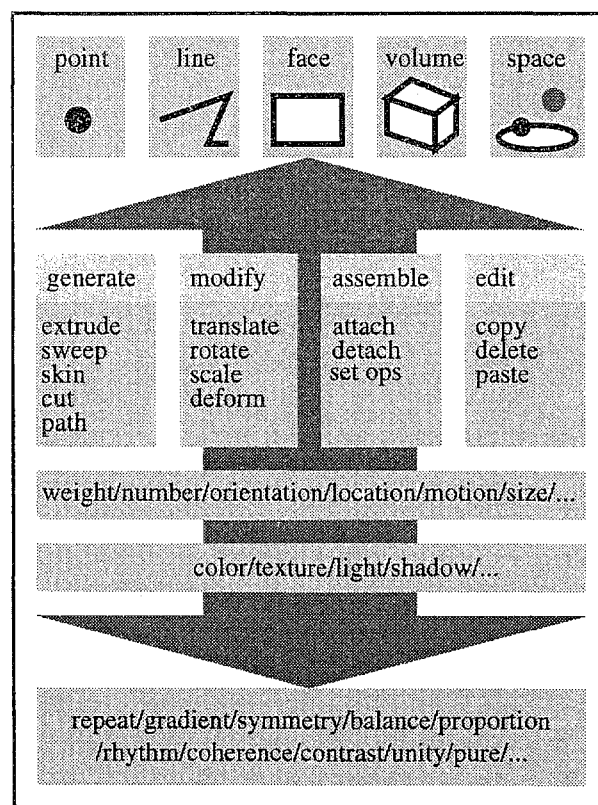 point line face volume space
generate modify assemble edit
extrude translate attach copy
sweep rotate detach delete
skin scale set ops paste
cut deform
path
weight/number/orientation/location/motion/size/...
color/texture/light/shadow/...
repeat/gradient/symmetry/balance/proportion
/rhythm/coherence/contrast/unity/pure/...